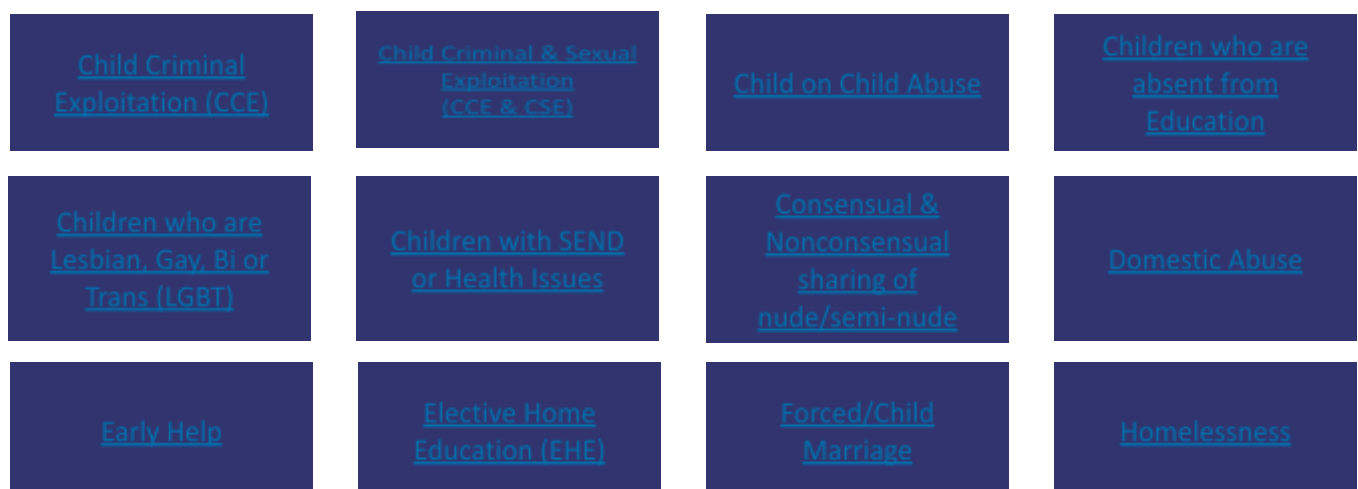 Child Criminal
Exploitation (CCE)
Child Criminal & Sexual
Exploitation
(CCE & CSE)
Child on Child Abuse
Children who are
absent from
Education
Children who are
Lesbian, Gay, Bi or
Trans (LGBT)
Children with SEND
or Health Issues
Consensual &
Nonconsensual
sharing of
nude/semi-nude
Domestic Abuse
Early Help
Elective Home
Education (EHE)
Forced/Child
Marriage
Homelessness